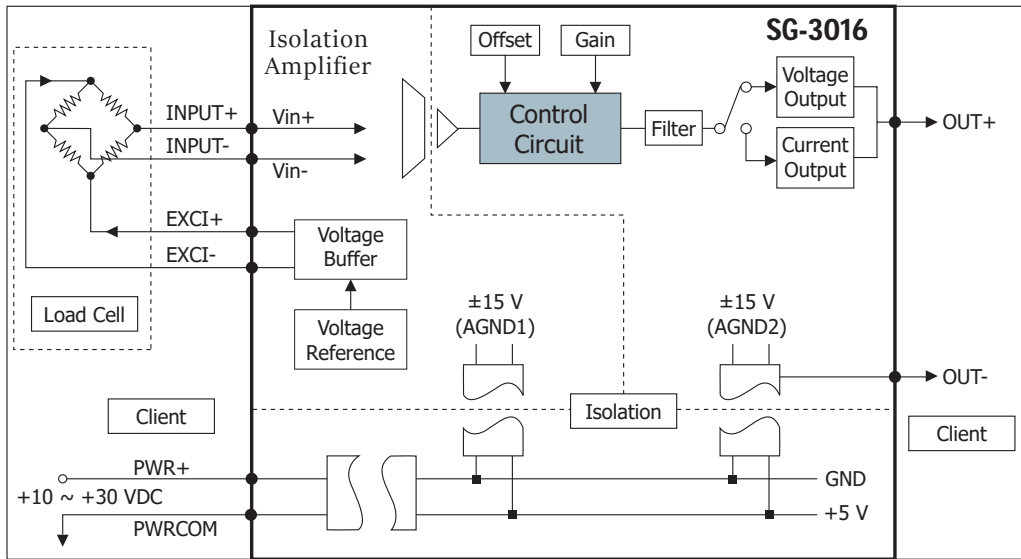 SG-3016
Isolation
Amplifier
Offset
Gain
Voltage
Output
INPUT+
Vin+
Control
Circuit
Filter
OUT+
INPUT-
Vin-
Current
Output
EXCI+
Voltage
Buffer
EXCI-
Load Cell
Voltage
Reference
±15 V
(AGND1)
±15 V
(AGND2)
OUT-
Client
Isolation
Client
PWR+
GND
+10 ~ +30 VDC
+5 V
PWRCOM